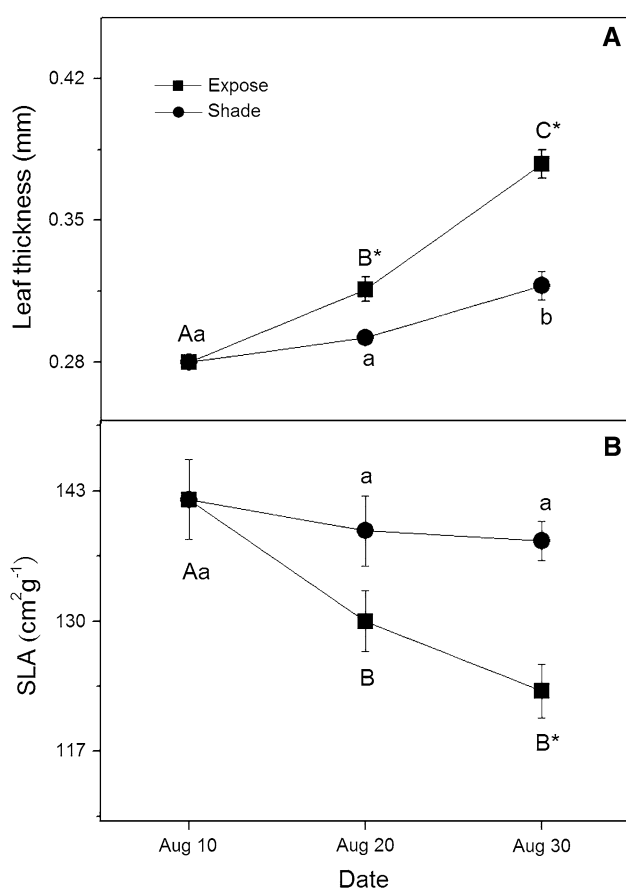 A
0.42
Expose
Shade
Leaf thickness (mm)
C*
0.35
B*
Aa
b
0.28
a
B
143
a
a
Aa
SLA (cm²g⁻¹)
130
B
B*
117
Aug 10
Aug 20
Aug 30
Date